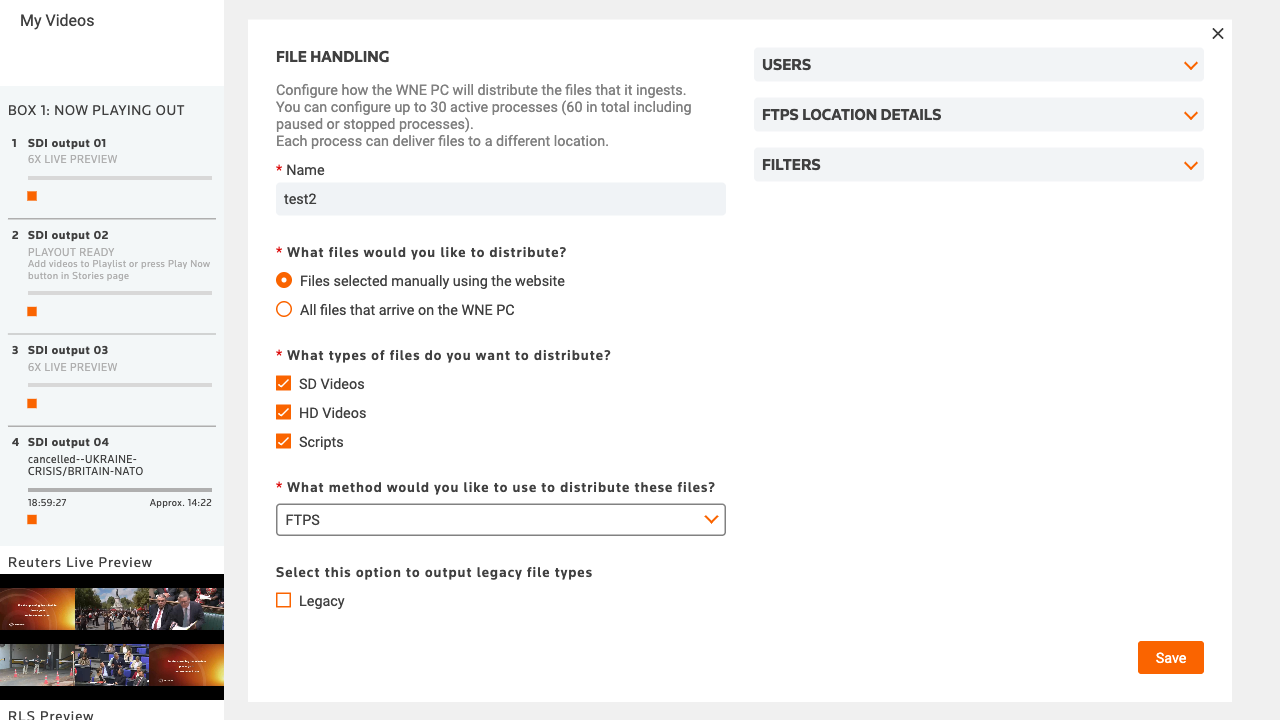 My Videos
BOX 1: NOW PLAYING OUT
1 SDI output 01
6X LIVE PREVIEW
2 SDI output 02
PLAYOUT READY
Add videos to Playlist or press Play Now
button in Stories page
3 SDI output 03
6X LIVE PREVIEW
4 SDI output 04
cancelled--UKRAINE-
CRISIS/BRITAIN-NATO
18:59:27 Approx. 14:22
Reuters Live Preview
RLS Preview
FILE HANDLING
Configure how the WNE PC will distribute the files that it ingests.
You can configure up to 30 active processes (60 in total including
paused or stopped processes).
Each process can deliver files to a different location.
* Name
test2
* What files would you like to distribute?
Files selected manually using the website
All files that arrive on the WNE PC
* What types of files do you want to distribute?
SD Videos
HD Videos
Scripts
* What method would you like to use to distribute these files?
FTPS
Select this option to output legacy file types
Legacy
USERS
FTPS LOCATION DETAILS
FILTERS
Save